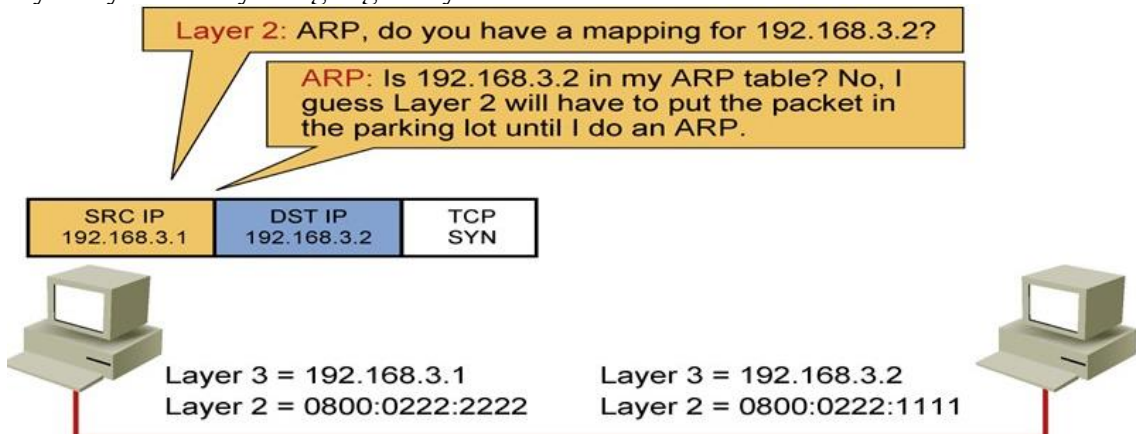 Layer 2: ARP, do you have a mapping for 192.168.3.2?
ARP: Is 192.168.3.2 in my ARP table? No, I
guess Layer 2 will have to put the packet in
the parking lot until I do an ARP.
SRC IP
192.168.3.1
DST IP
192.168.3.2
TCP
SYN
Layer 3 = 192.168.3.1
Layer 2 = 0800:0222:2222
Layer 3 = 192.168.3.2
Layer 2 = 0800:0222:1111